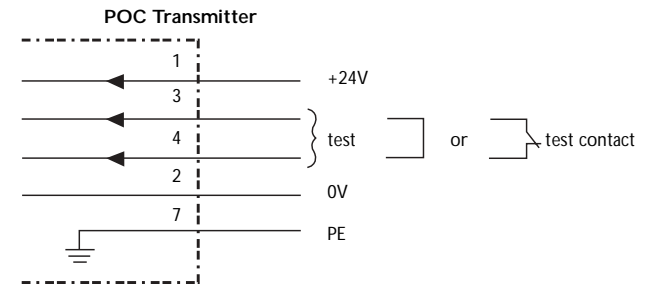 POC Transmitter
1
+24V
3
4
test
or
test contact
2
0V
7
PE